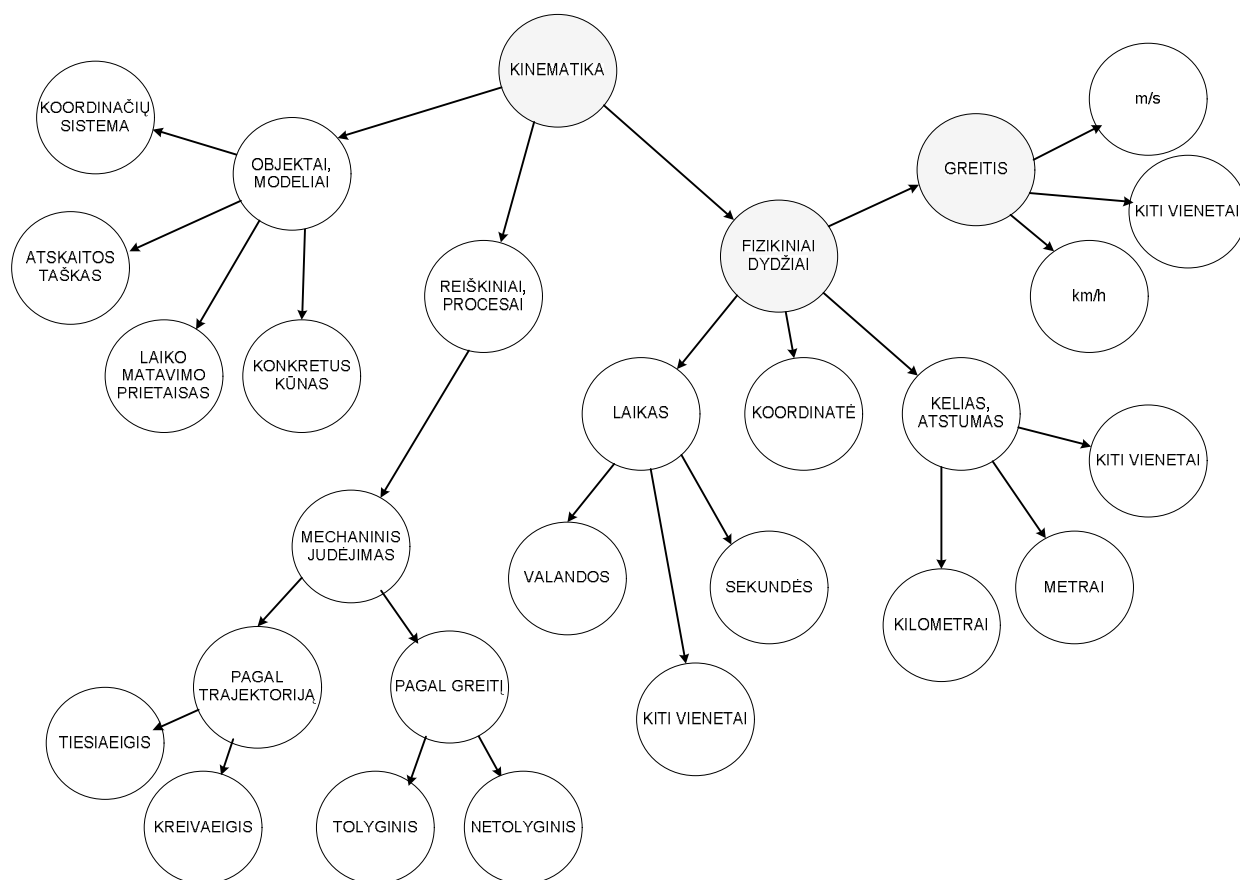 KINEMATIKA
KOORDINAČIŲ
SISTEMA
OBJEKTAI,
MODELIAI
ATSKAITOS
TAŠKAS
LAIKO
MATAVIMO
PRIETAISAS
KONKRETUS
KŪNAS
REIŠKINIAI,
PROCESAI
MECHANINIS
JUDĖJIMAS
PAGAL
TRAJEKTORIJĄ
TIESIAEIGIS
KREIVAEIGIS
PAGAL GREITĮ
TOLYGINIS
NETOLYGINIS
FIZIKINIAI
DYDŽIAI
GREITIS
m/s
KITI VIENETAI
km/h
LAIKAS
VALANDOS
KITI VIENETAI
SEKUNDĖS
KOORDINATĖ
KELIAS,
ATSTUMAS
KITI VIENETAI
METRAI
KILOMETRAI